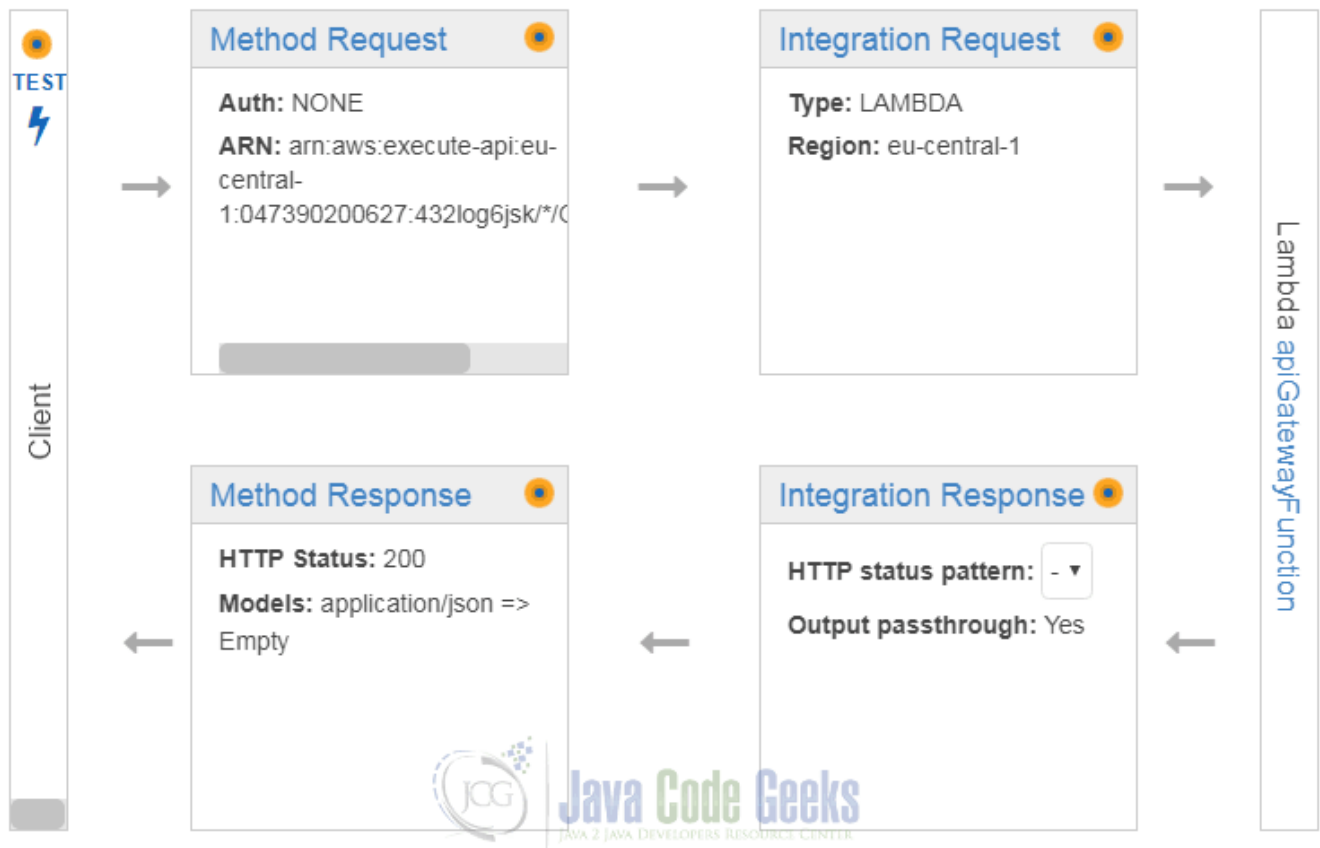 TEST
Client
Method Request
Auth: NONE
ARN: arn:aws:execute-api:eu-
central-
1:047390200627:432log6jsk/*/
Integration Request
Type: LAMBDA
Region: eu-central-1
Lambda apiGatewayFunction
Method Response
HTTP Status: 200
Models: application/json =>
Empty
Integration Response
HTTP status pattern: - ▼
Output passthrough: Yes
JCG
Java Code Geeks
JAVA 2 JAVA DEVELOPERS RESOURCE CENTER